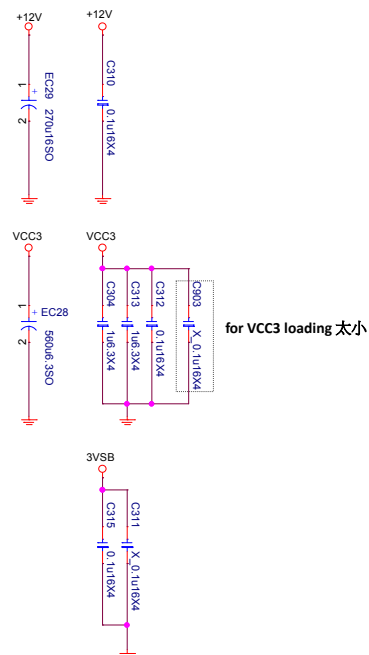 +12V
+12V
1
EC29
+
270u16SO
2
C310
0.1u16X4
VCC3
VCC3
1
+ EC28
2
560u6.3SO
C304
1u6.3X4
C313
1u6.3X4
C312
0.1u16X4
C903
X_0.1u16X4
for VCC3 loading 太小
3VSB
C315
0.1u16X4
C311
X_0.1u16X4